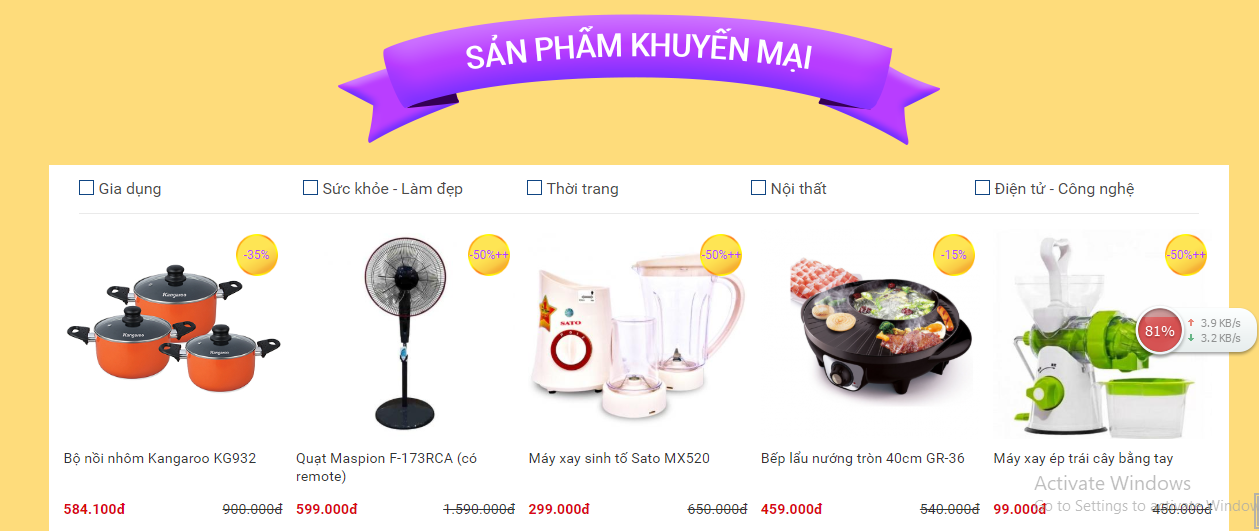 SẢN PHẨM KHUYẾN MẠI
Gia dụng
Sức khỏe - Làm đẹp
Thời trang
Nội thất
Điện tử - Công nghệ
-35%
-50%++
-50%++
-15%
-50%++
Kangaroo
Kangaroo
Kangaroo
SATO
81%
3.9 KB/s
3.2 KB/s
Bộ nồi nhôm Kangaroo KG932
584.100đ 900.000đ
Quạt Maspion F-173RCA (có
remote)
599.000đ 1.590.000đ
Máy xay sinh tố Sato MX520
299.000đ 650.000đ
Bếp lẩu nướng tròn 40cm GR-36
459.000đ 540.000đ
Máy xay ép trái cây bằng tay
99.000đ 450.000đ
Activate Windows
Go to Settings to activate Windows